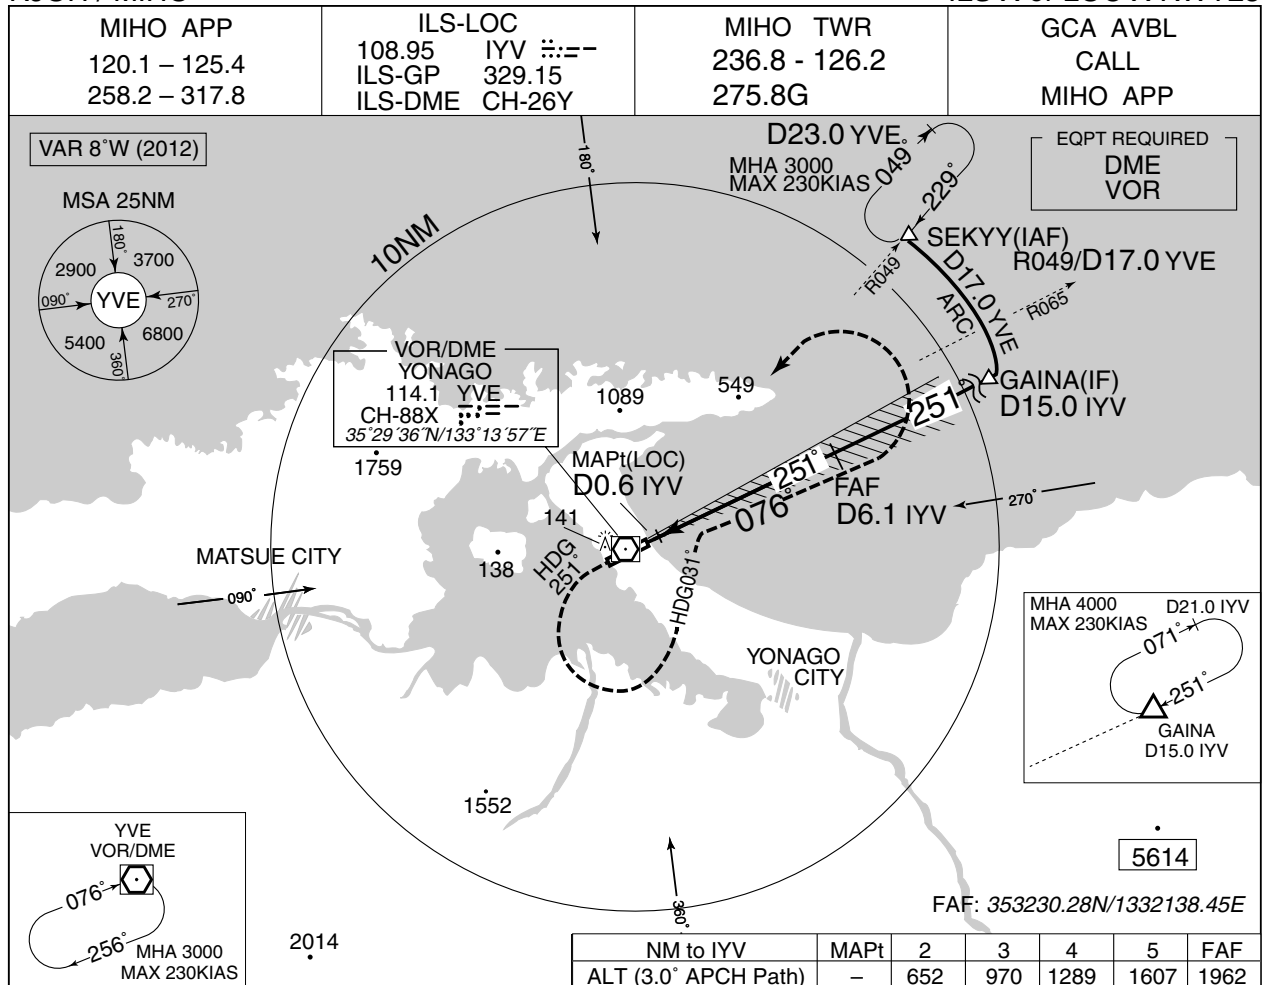 MIHO APP
120.1 – 125.4
258.2 – 317.8
ILS-LOC
108.95 IYV
ILS-GP 329.15
ILS-DME CH-26Y
MIHO TWR
236.8 - 126.2
275.8G
GCA AVBL
CALL
MIHO APP
VAR 8°W (2012)
MSA 25NM
180°
2900
3700
090°
YVE
270°
5400
6800
360°
180°
10NM
D23.0 YVE
MHA 3000
MAX 230KIAS
049°
229°
EQPT REQUIRED
DME
VOR
SEKYY(IAF)
R049/D17.0 YVE
R049
D17.0 YVE
ARC
R065
GAINA(IF)
D15.0 IYV
VOR/DME
YONAGO
114.1 YVE
CH-88X
35°29´36˝N/133°13´57˝E
1089
549
1759
251
251°
076°
MAPt(LOC)
D0.6 IYV
FAF
D6.1 IYV
270°
141
138
HDG
251°
HDG031°
MATSUE CITY
090°
YONAGO
CITY
MHA 4000
MAX 230KIAS
D21.0 IYV
071°
251°
GAINA
D15.0 IYV
1552
5614
360°
FAF: 353230.28N/1332138.45E
YVE
VOR/DME
076°
256°
MHA 3000
MAX 230KIAS
2014
NM to IYV MAPt 2 3 4 5 FAF
ALT (3.0° APCH Path) – 652 970 1289 1607 1962